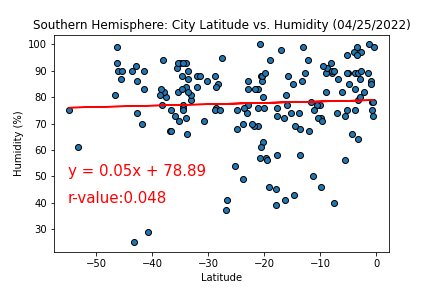 Southern Hemisphere: City Latitude vs. Humidity (04/25/2022)
100
90
80
70
60
50
40
30
Humidity (%)
y = 0.05x + 78.89
r-value:0.048
−50 −40 −30 −20 −10 0
Latitude